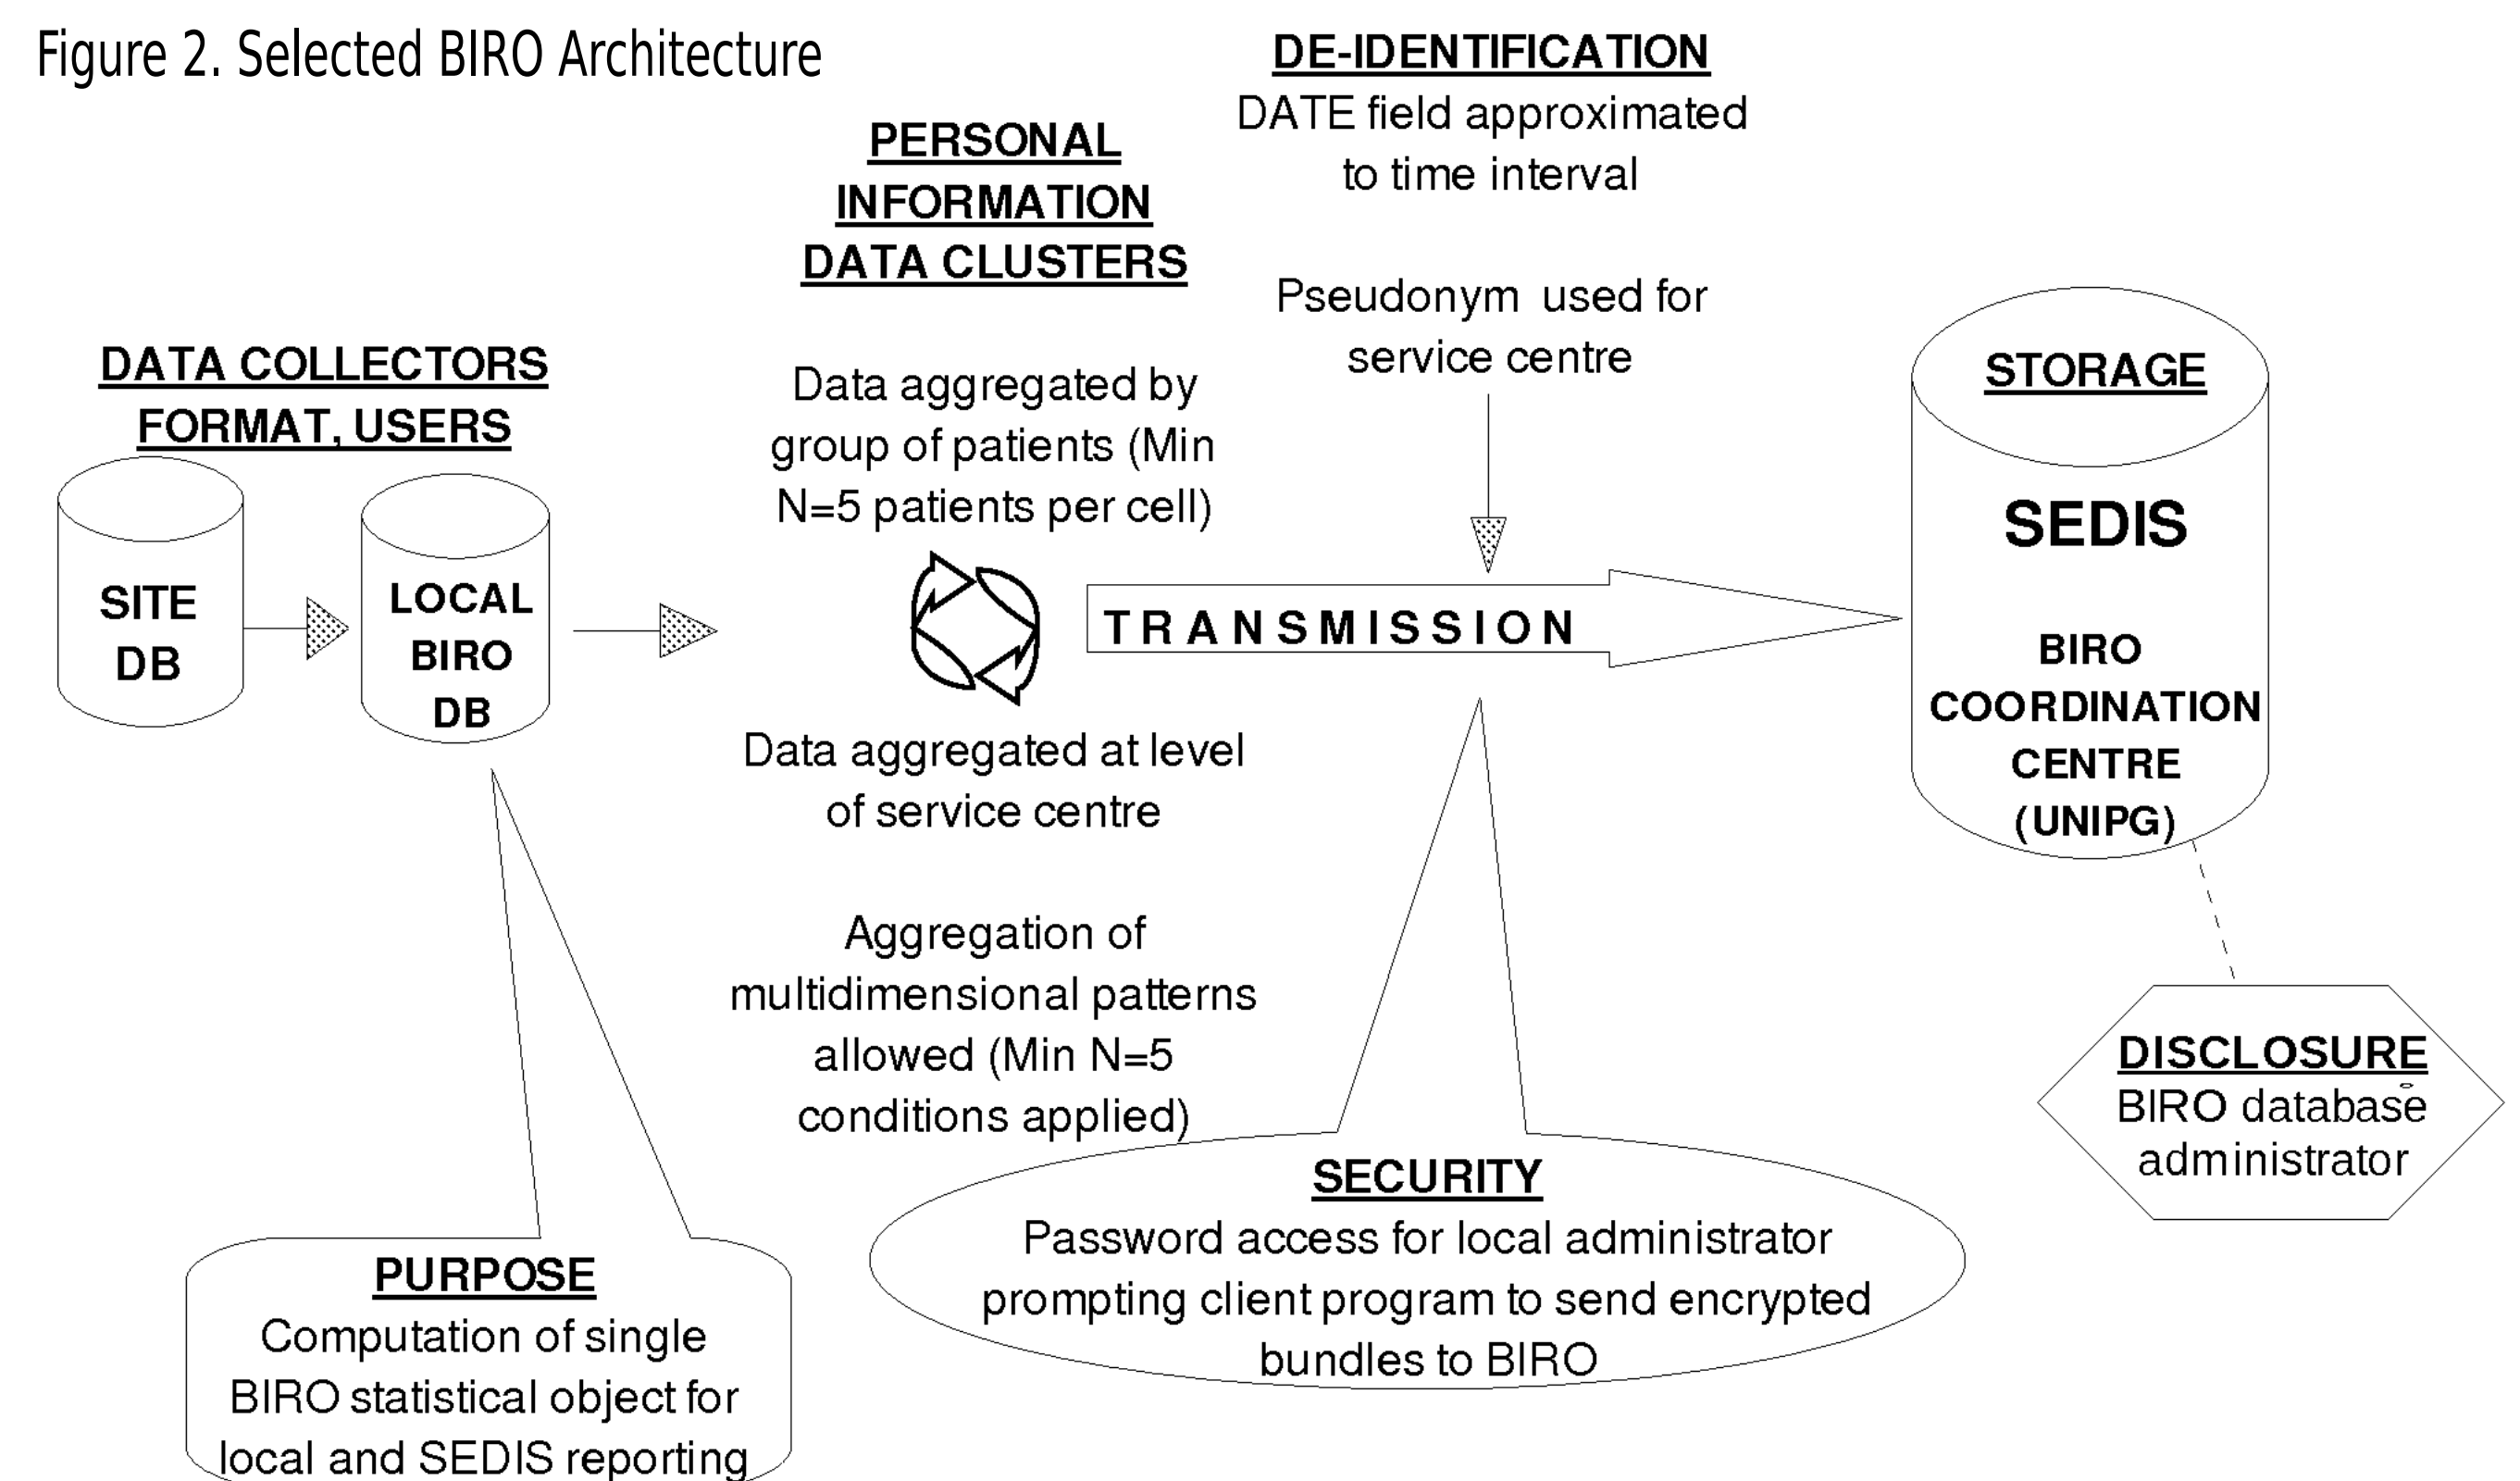 Figure 2. Selected BIRO Architecture
DATA COLLECTORS
FORMAT, USERS
SITE
DB
LOCAL
BIRO
DB
PURPOSE
Computation of single
BIRO statistical object for
local and SEDIS reporting
PERSONAL
INFORMATION
DATA CLUSTERS
Data aggregated by
group of patients (Min
N=5 patients per cell)
Data aggregated at level
of service centre
Aggregation of
multidimensional patterns
allowed (Min N=5
conditions applied)
DE-IDENTIFICATION
DATE field approximated
to time interval
Pseudonym used for
service centre
TRANSMISSION
SECURITY
Password access for local administrator
prompting client program to send encrypted
bundles to BIRO
STORAGE
SEDIS
BIRO
COORDINATION
CENTRE
(UNIPG)
DISCLOSURE
BIRO database
administrator